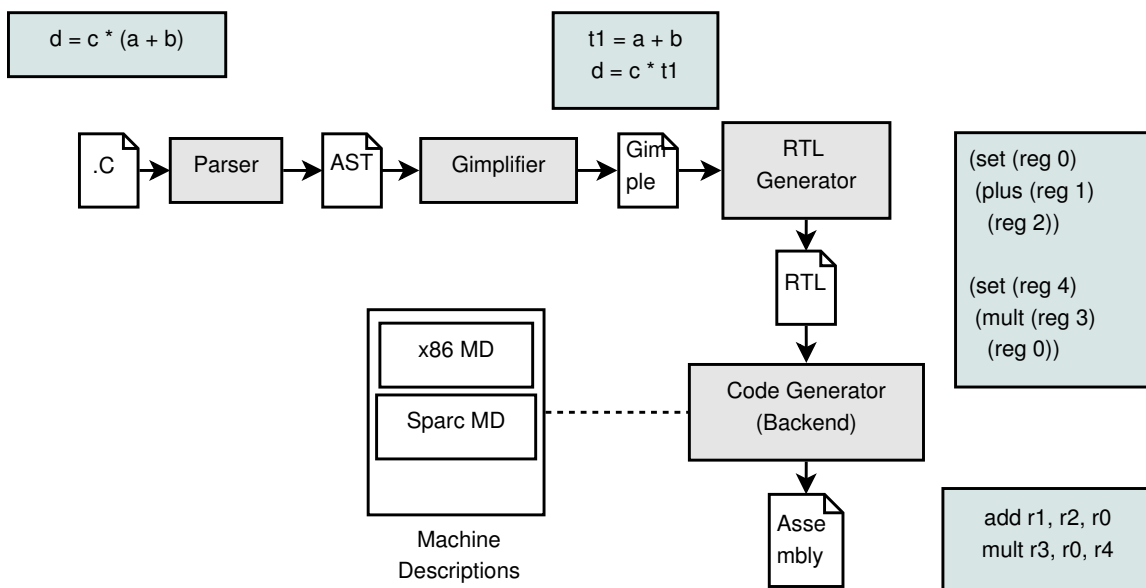 d = c * (a + b)
t1 = a + b
d = c * t1
.C
Parser
AST
Gimplifier
Gim
ple
RTL
Generator
(set (reg 0)
(plus (reg 1)
(reg 2))
(set (reg 4)
(mult (reg 3)
(reg 0))
RTL
x86 MD
Sparc MD
Machine
Descriptions
Code Generator
(Backend)
Asse
mbly
add r1, r2, r0
mult r3, r0, r4